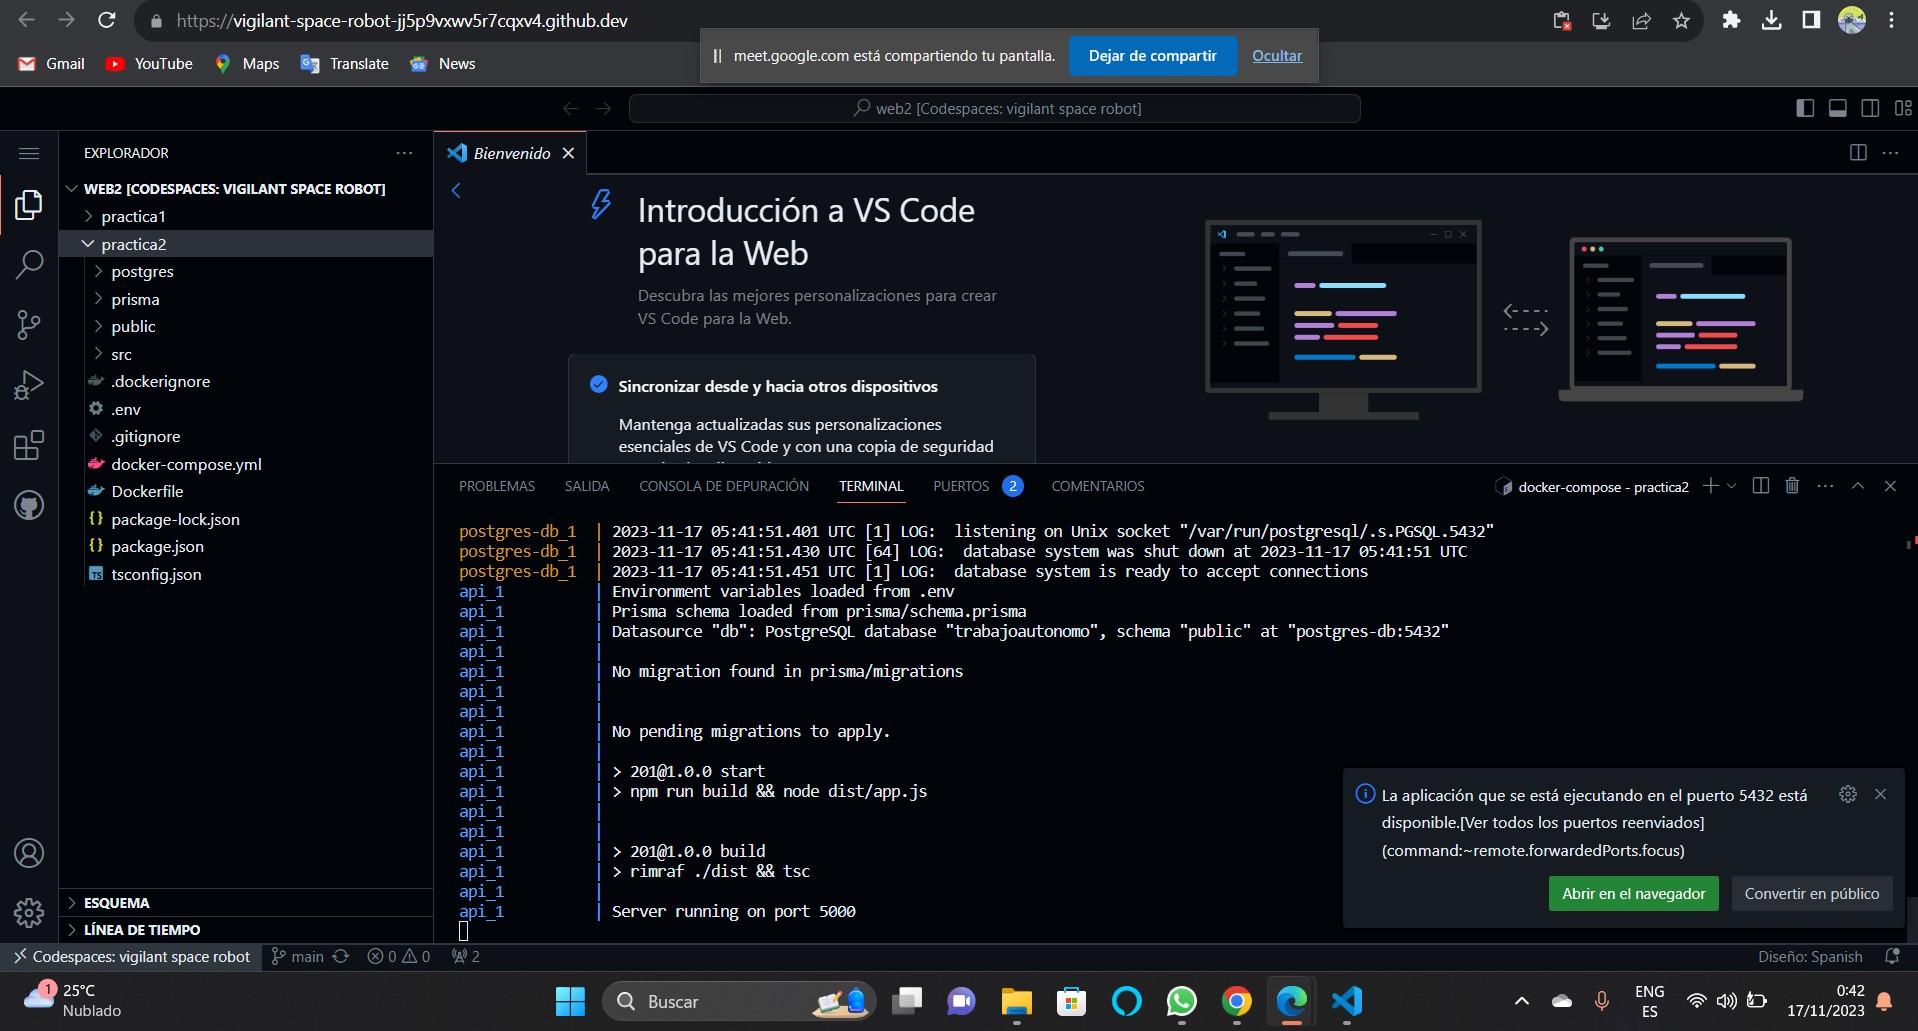 https://vigilant-space-robot-jj5p9vxwv5r7cqxv4.github.dev
meet.google.com está compartiendo tu pantalla. Dejar de compartir Ocultar
Gmail YouTube Maps Translate News
web2 [Codespaces: vigilant space robot]
EXPLORADOR
WEB2 [CODESPACES: VIGILANT SPACE ROBOT]
practica1
practica2
postgres
prisma
public
src
.dockerignore
.env
.gitignore
docker-compose.yml
Dockerfile
package-lock.json
package.json
tsconfig.json
ESQUEMA
LÍNEA DE TIEMPO
Bienvenido
Introducción a VS Code
para la Web
Descubra las mejores personalizaciones para crear
VS Code para la Web.
Sincronizar desde y hacia otros dispositivos
Mantenga actualizadas sus personalizaciones
esenciales de VS Code y con una copia de seguridad
PROBLEMAS SALIDA CONSOLA DE DEPURACIÓN TERMINAL PUERTOS 2 COMENTARIOS
docker-compose - practica2
postgres-db_1 | 2023-11-17 05:41:51.401 UTC [1] LOG: listening on Unix socket "/var/run/postgresql/.s.PGSQL.5432"
postgres-db_1 | 2023-11-17 05:41:51.430 UTC [64] LOG: database system was shut down at 2023-11-17 05:41:51 UTC
postgres-db_1 | 2023-11-17 05:41:51.451 UTC [1] LOG: database system is ready to accept connections
api_1 | Environment variables loaded from .env
api_1 | Prisma schema loaded from prisma/schema.prisma
api_1 | Datasource "db": PostgreSQL database "trabajoautonomo", schema "public" at "postgres-db:5432"
api_1 |
api_1 | No migration found in prisma/migrations
api_1 |
api_1 |
api_1 | No pending migrations to apply.
api_1 |
api_1 | > 201@1.0.0 start
api_1 | > npm run build && node dist/app.js
api_1 |
api_1 |
api_1 | > 201@1.0.0 build
api_1 | > rimraf ./dist && tsc
api_1 |
api_1 | Server running on port 5000
La aplicación que se está ejecutando en el puerto 5432 está
disponible.[Ver todos los puertos reenviados]
(command:~remote.forwardedPorts.focus)
Abrir en el navegador Convertir en público
Codespaces: vigilant space robot main 0 0 2 Diseño: Spanish
1 25°C
Nublado
Buscar
ENG
ES
0:42
17/11/2023